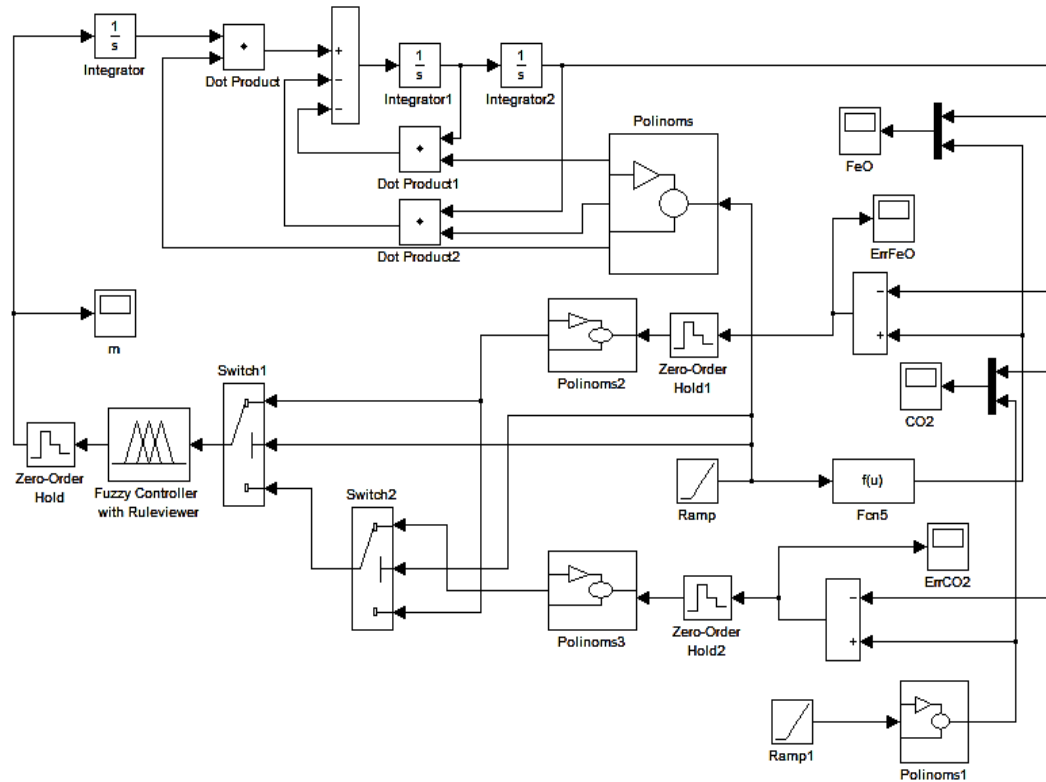 1
s
Integrator
Dot Product
+
−
−
1
s
Integrator1
1
s
Integrator2
Dot Product1
Dot Product2
Polinoms
FeO
ErrFeO
−
+
m
Polinoms2
Zero-Order
Hold1
CO2
Switch1
Zero-Order
Hold
Fuzzy Controller
with Ruleviewer
Switch2
Ramp
f(u)
Fcn5
ErrCO2
−
+
Polinoms3
Zero-Order
Hold2
Ramp1
Polinoms1